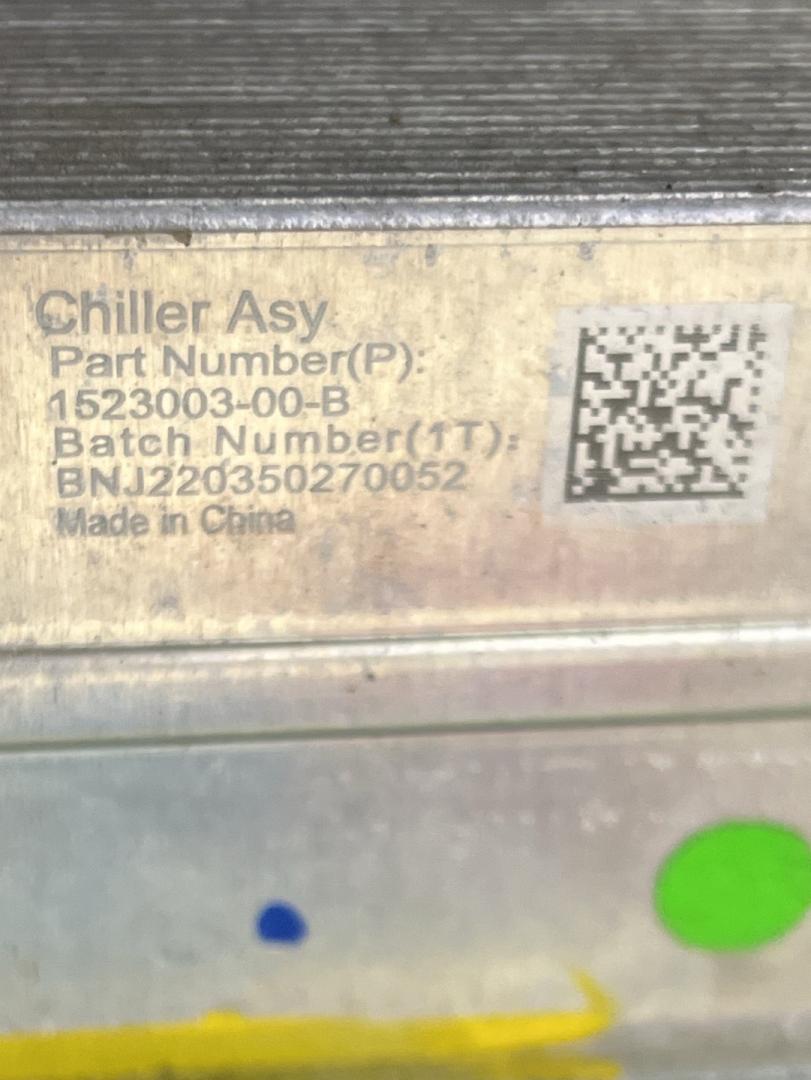 Chiller Asy
Part Number(P):
1523003-00-B
Batch Number(1T):
BNJ220350270052
Made in China